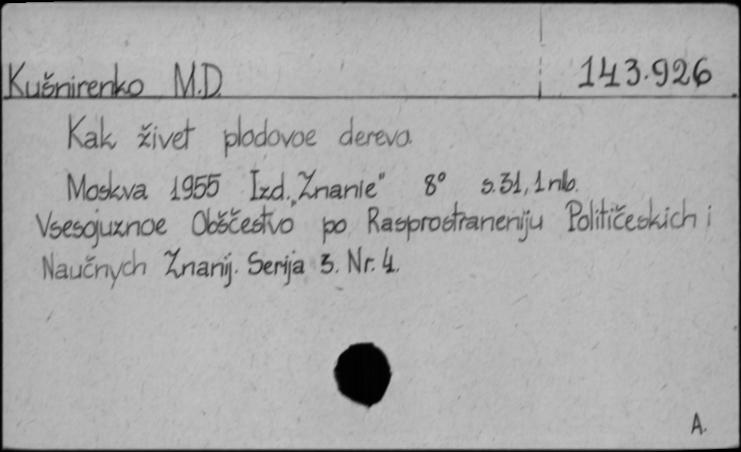 Kušnirenko M.D. 143.926
Kak živet plodovoe derevo.
Moskva 1955 Izd. „Znanie" 8° s. 31, 1 nlb.
Vsesojuznoe Obščestvo po Rasprostraneniju Političeskich i
Naučnych Znanij. Serija 3. Nr. 4.
A.